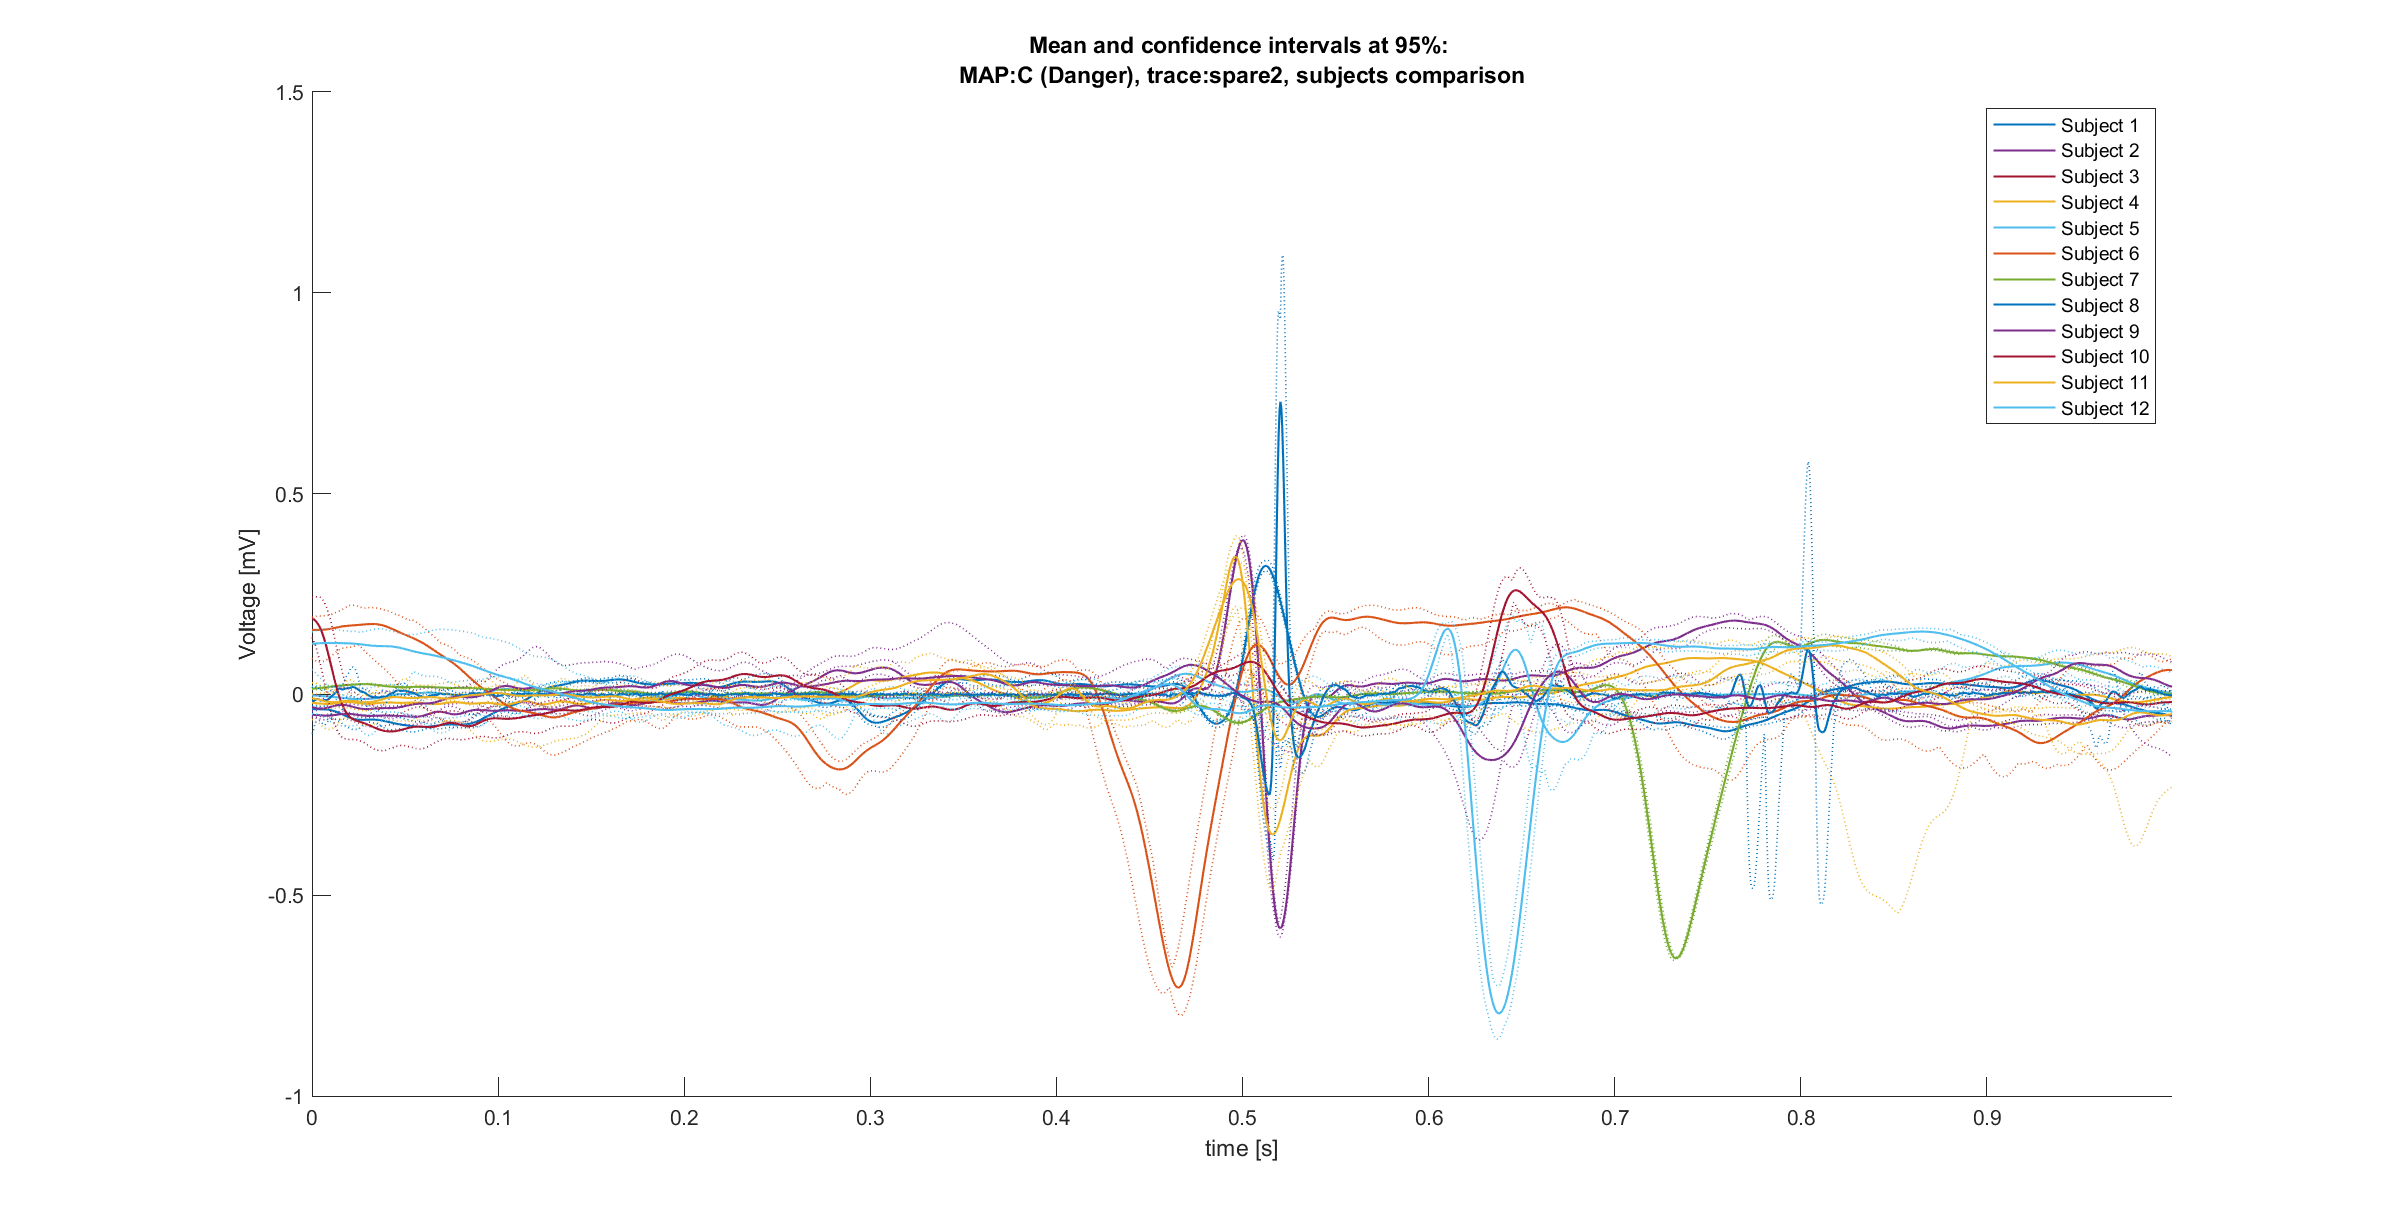 Mean and confidence intervals at 95%:
MAP:C (Danger), trace:spare2, subjects comparison
1.5
1
0.5
0
-0.5
-1
Voltage [mV]
0 0.1 0.2 0.3 0.4 0.5 0.6 0.7 0.8 0.9
time [s]
Subject 1
Subject 2
Subject 3
Subject 4
Subject 5
Subject 6
Subject 7
Subject 8
Subject 9
Subject 10
Subject 11
Subject 12